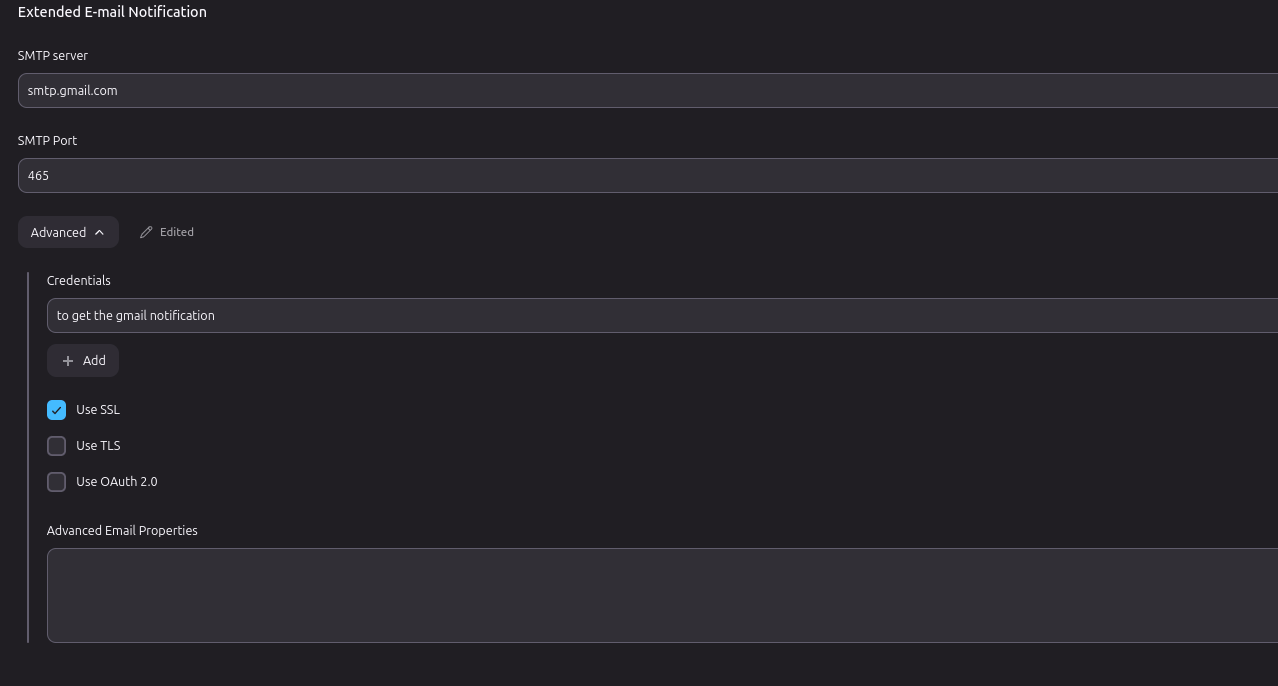 Extended E-mail Notification
SMTP server
smtp.gmail.com
SMTP Port
465
Advanced
Edited
Credentials
to get the gmail notification
Add
Use SSL
Use TLS
Use OAuth 2.0
Advanced Email Properties